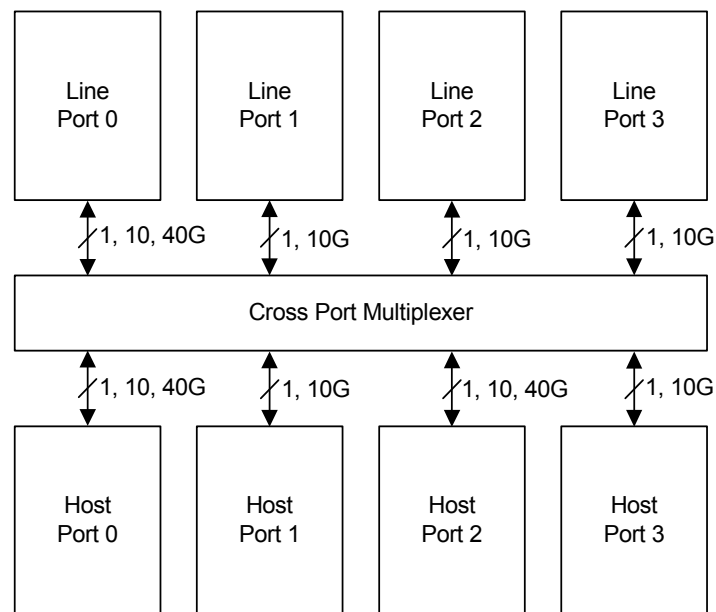 Line
Port 0
Line
Port 1
Line
Port 2
Line
Port 3
1, 10, 40G
1, 10G
1, 10G
1, 10G
Cross Port Multiplexer
1, 10, 40G
1, 10G
1, 10, 40G
1, 10G
Host
Port 0
Host
Port 1
Host
Port 2
Host
Port 3